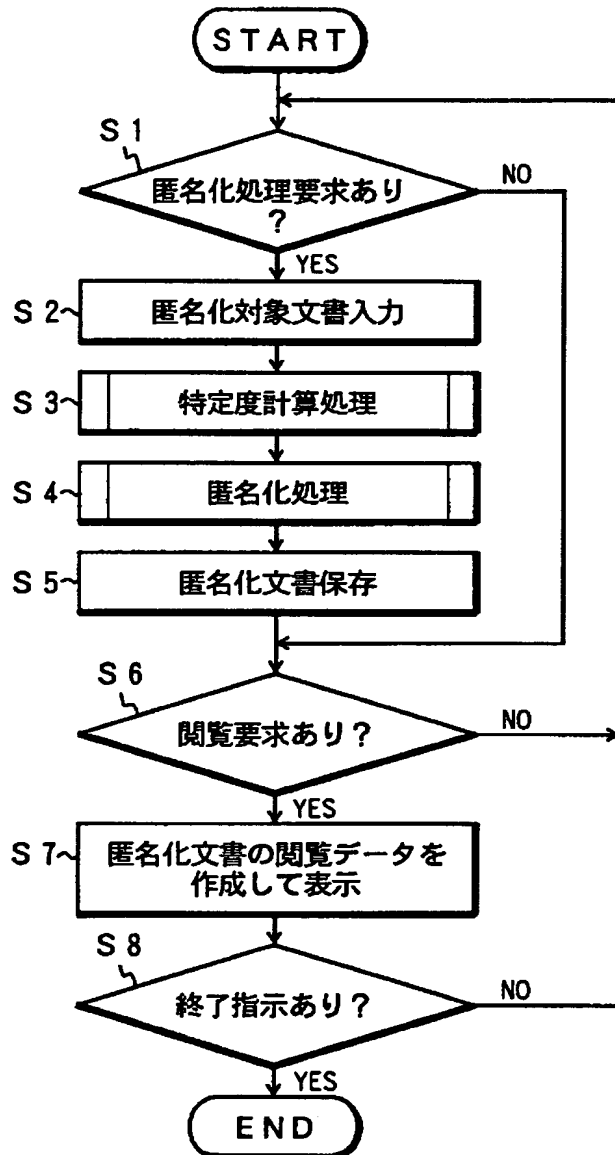 START
S1
匿名化処理要求あり
?
NO
YES
S2
匿名化対象文書入力
S3
特定度計算処理
S4
匿名化処理
S5
匿名化文書保存
S6
閲覧要求あり?
NO
YES
S7
匿名化文書の閲覧データを
作成して表示
S8
終了指示あり?
NO
YES
END